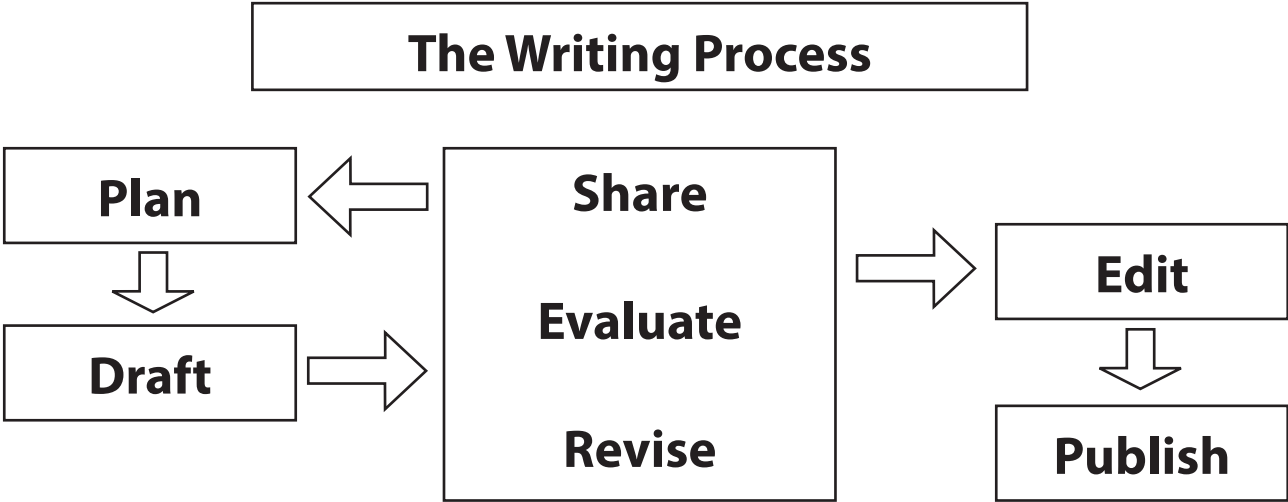 The Writing Process
Plan
Draft
Share
Evaluate
Revise
Edit
Publish